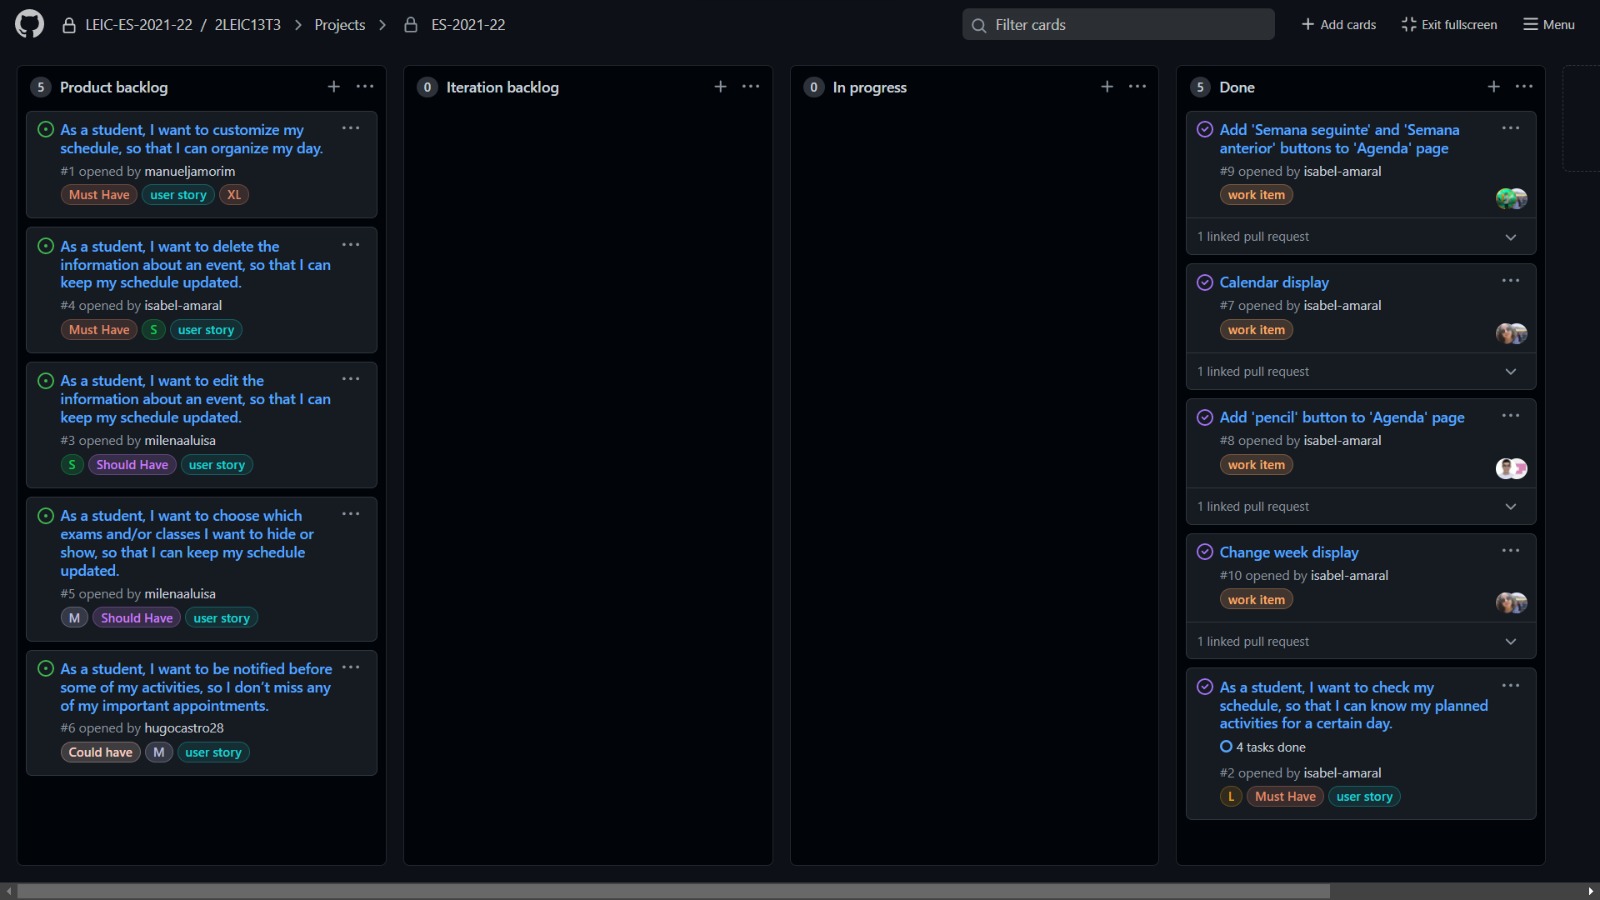 LEIC-ES-2021-22 / 2LEIC13T3 Projects ES-2021-22
Filter cards
Add cards
Exit fullscreen
Menu
5 Product backlog
As a student, I want to customize my
schedule, so that I can organize my day.
#1 opened by manueljamorim
Must Have user story XL
As a student, I want to delete the
information about an event, so that I can
keep my schedule updated.
#4 opened by isabel-amaral
Must Have S user story
As a student, I want to edit the
information about an event, so that I can
keep my schedule updated.
#3 opened by milenaaluisa
S Should Have user story
As a student, I want to choose which
exams and/or classes I want to hide or
show, so that I can keep my schedule
updated.
#5 opened by milenaaluisa
M Should Have user story
As a student, I want to be notified before
some of my activities, so I don't miss any
of my important appointments.
#6 opened by hugocastro28
Could have M user story
0 Iteration backlog
0 In progress
5 Done
Add 'Semana seguinte' and 'Semana
anterior' buttons to 'Agenda' page
#9 opened by isabel-amaral
work item
1 linked pull request
Calendar display
#7 opened by isabel-amaral
work item
1 linked pull request
Add 'pencil' button to 'Agenda' page
#8 opened by isabel-amaral
work item
1 linked pull request
Change week display
#10 opened by isabel-amaral
work item
1 linked pull request
As a student, I want to check my
schedule, so that I can know my planned
activities for a certain day.
4 tasks done
#2 opened by isabel-amaral
L Must Have user story